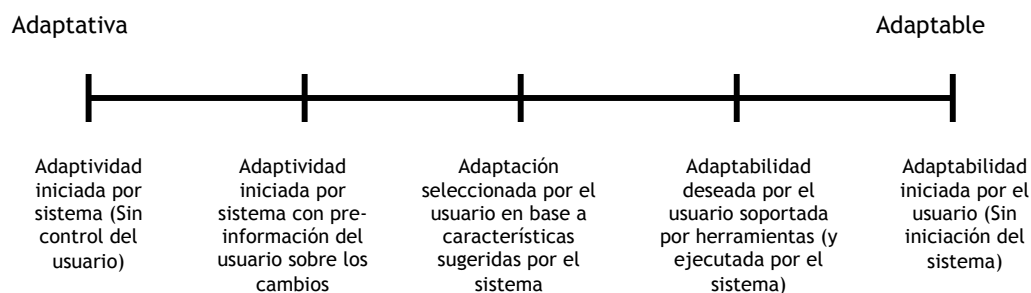 Adaptativa
Adaptable
Adaptividad
iniciada por
sistema (Sin
control del
usuario)
Adaptividad
iniciada por
sistema con pre-
información del
usuario sobre los
cambios
Adaptación
seleccionada por el
usuario en base a
características
sugeridas por el
sistema
Adaptabilidad
deseada por el
usuario soportada
por herramientas (y
ejecutada por el
sistema)
Adaptabilidad
iniciada por el
usuario (Sin
iniciación del
sistema)